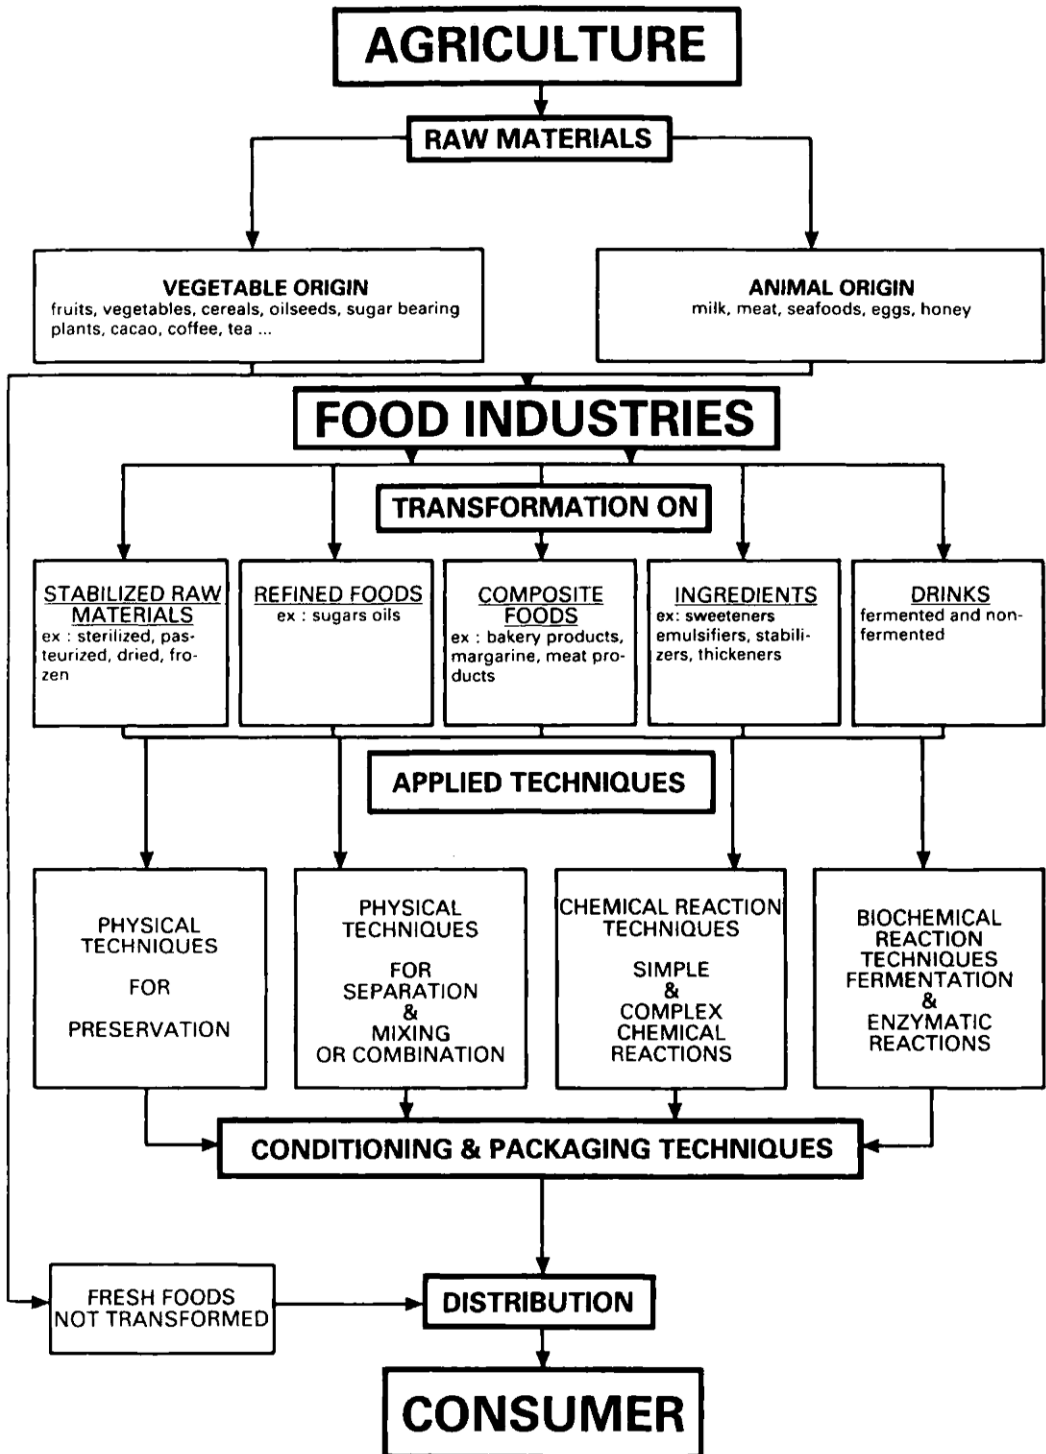 AGRICULTURE
RAW MATERIALS
VEGETABLE ORIGIN
fruits, vegetables, cereals, oilseeds, sugar bearing
plants, cacao, coffee, tea ...
ANIMAL ORIGIN
milk, meat, seafoods, eggs, honey
FOOD INDUSTRIES
TRANSFORMATION ON
STABILIZED RAW
MATERIALS
ex : sterilized, pas-
teurized, dried, fro-
zen
REFINED FOODS
ex : sugars oils
COMPOSITE
FOODS
ex : bakery products,
margarine, meat pro-
ducts
INGREDIENTS
ex: sweeteners
emulsifiers, stabili-
zers, thickeners
DRINKS
fermented and non-
fermented
APPLIED TECHNIQUES
PHYSICAL
TECHNIQUES
FOR
PRESERVATION
PHYSICAL
TECHNIQUES
FOR
SEPARATION
&
MIXING
OR COMBINATION
CHEMICAL REACTION
TECHNIQUES
SIMPLE
&
COMPLEX
CHEMICAL
REACTIONS
BIOCHEMICAL
REACTION
TECHNIQUES
FERMENTATION
&
ENZYMATIC
REACTIONS
CONDITIONING & PACKAGING TECHNIQUES
FRESH FOODS
NOT TRANSFORMED
DISTRIBUTION
CONSUMER